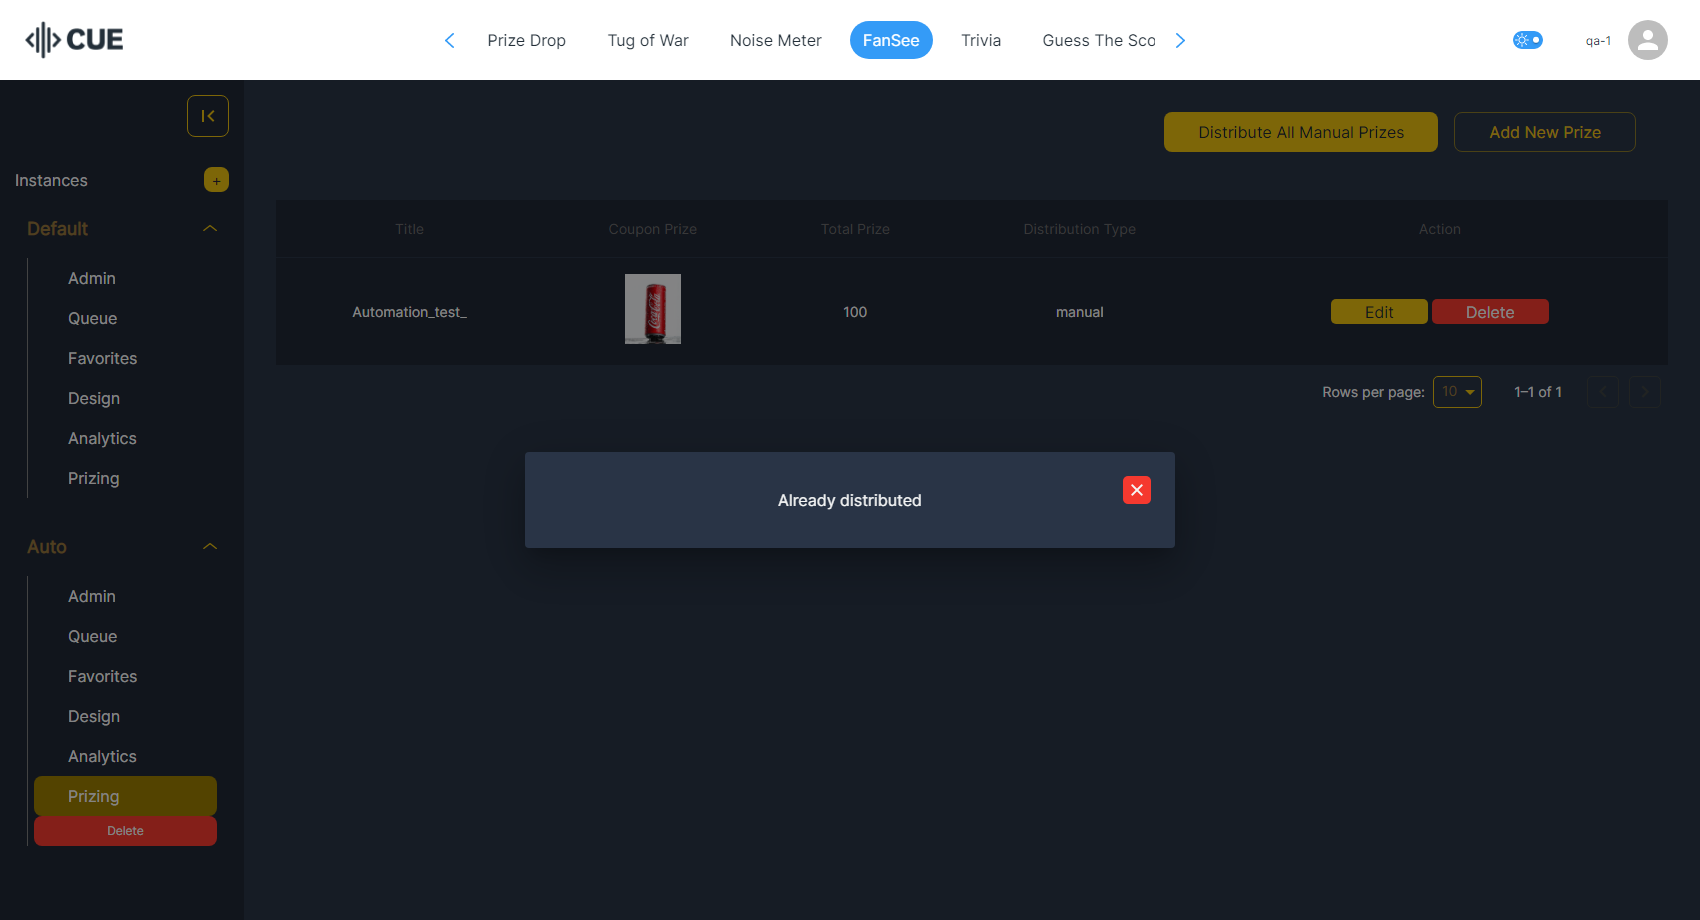 CUE
Prize Drop
Tug of War
Noise Meter
FanSee
Trivia
Guess The Sco
qa-1
Instances
+
Default
Admin
Queue
Favorites
Design
Analytics
Prizing
Auto
Admin
Queue
Favorites
Design
Analytics
Prizing
Delete
Distribute All Manual Prizes
Add New Prize
Title Coupon Prize Total Prize Distribution Type Action
Automation_test_ Coca-Cola 100 manual Edit Delete
Rows per page: 10 1–1 of 1
Already distributed